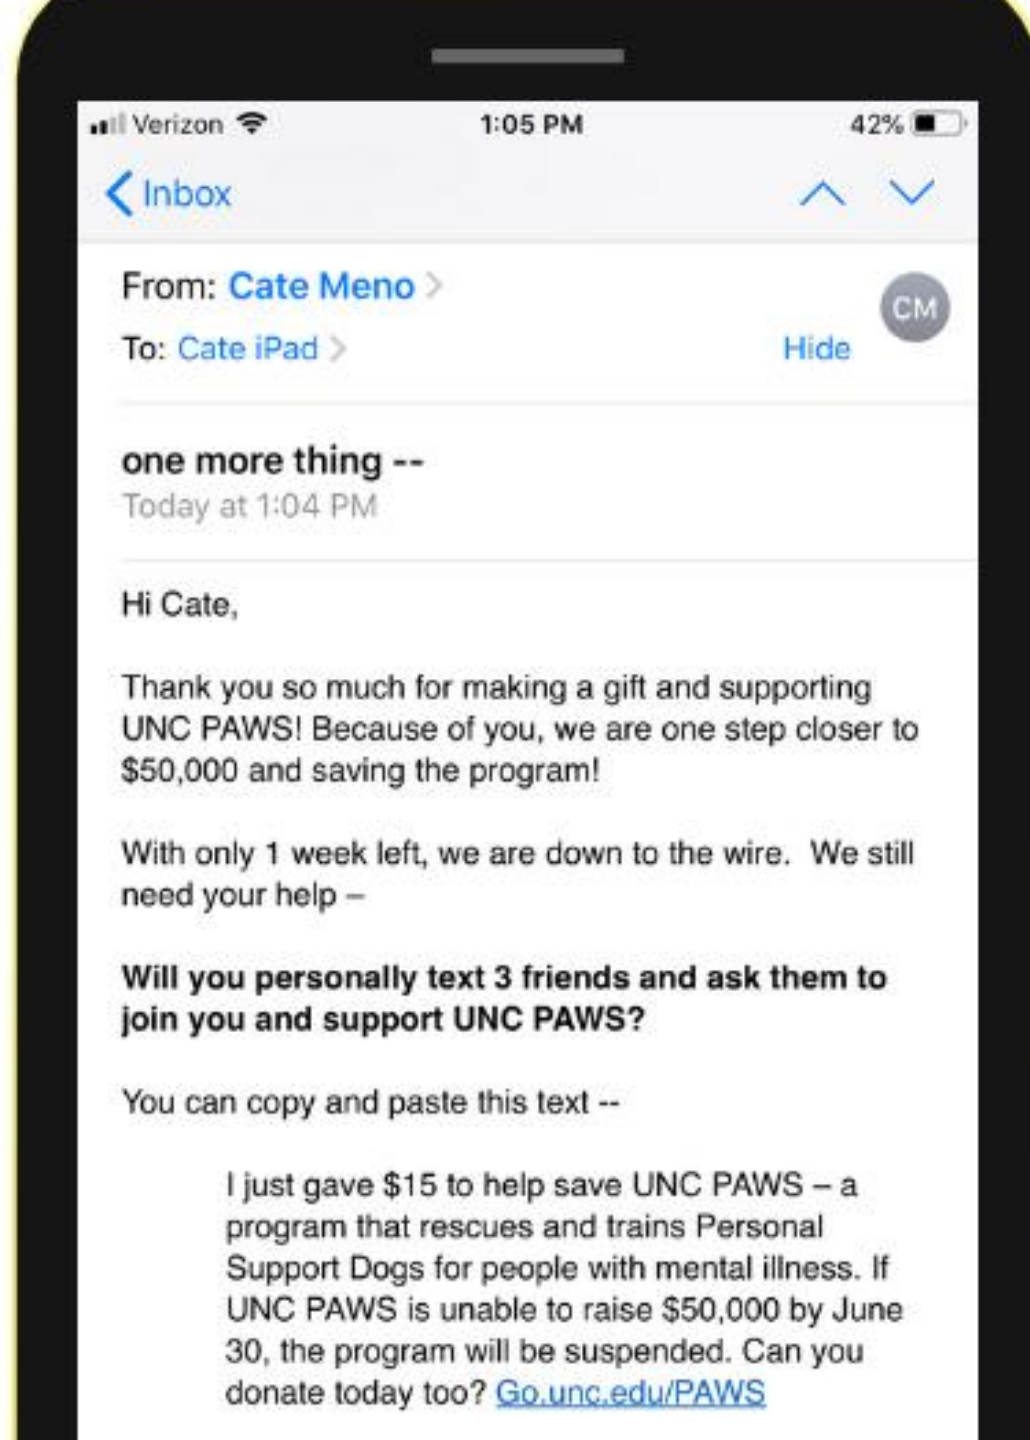 Verizon 1:05 PM 42%
Inbox
From: Cate Meno
CM
To: Cate iPad
Hide
one more thing --
Today at 1:04 PM
Hi Cate,
Thank you so much for making a gift and supporting
UNC PAWS! Because of you, we are one step closer to
$50,000 and saving the program!
With only 1 week left, we are down to the wire.  We still
need your help –
Will you personally text 3 friends and ask them to
join you and support UNC PAWS?
You can copy and paste this text --
I just gave $15 to help save UNC PAWS – a
program that rescues and trains Personal
Support Dogs for people with mental illness. If
UNC PAWS is unable to raise $50,000 by June
30, the program will be suspended. Can you
donate today too? Go.unc.edu/PAWS